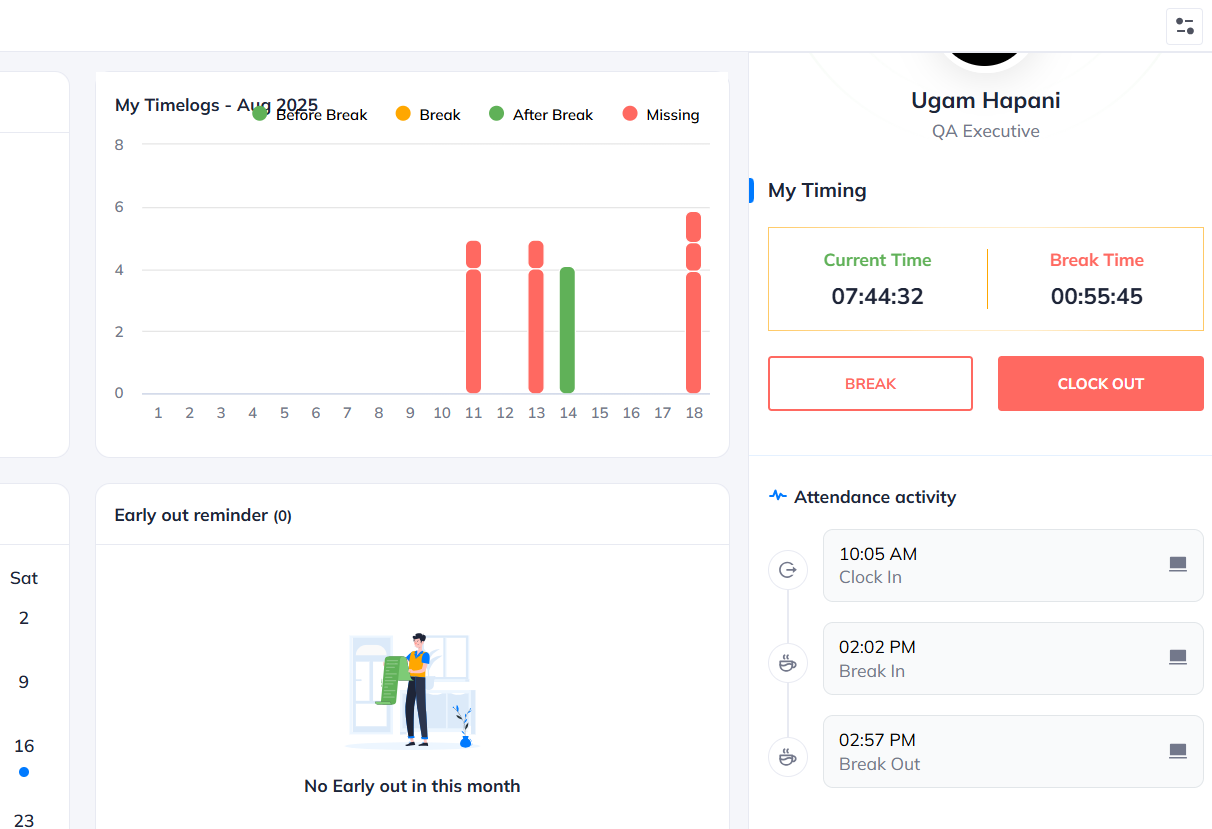 My Timelogs - Aug 2025
Before Break
Break
After Break
Missing
8
6
4
2
0
1 2 3 4 5 6 7 8 9 10 11 12 13 14 15 16 17 18
Early out reminder (0)
No Early out in this month
Sat
2
9
16
23
Ugam Hapani
QA Executive
My Timing
Current Time
07:44:32
Break Time
00:55:45
BREAK
CLOCK OUT
Attendance activity
10:05 AM
Clock In
02:02 PM
Break In
02:57 PM
Break Out